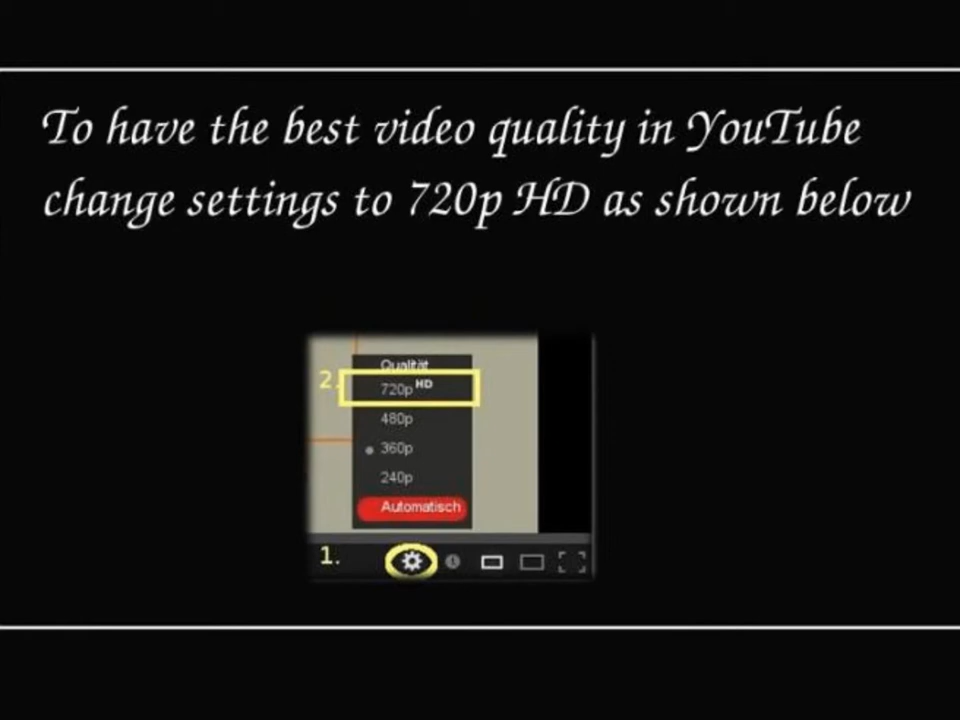 To have the best video quality in YouTube
change settings to 720p HD as shown below
Qualität
2.
720p HD
480p
360p
240p
Automatisch
1.